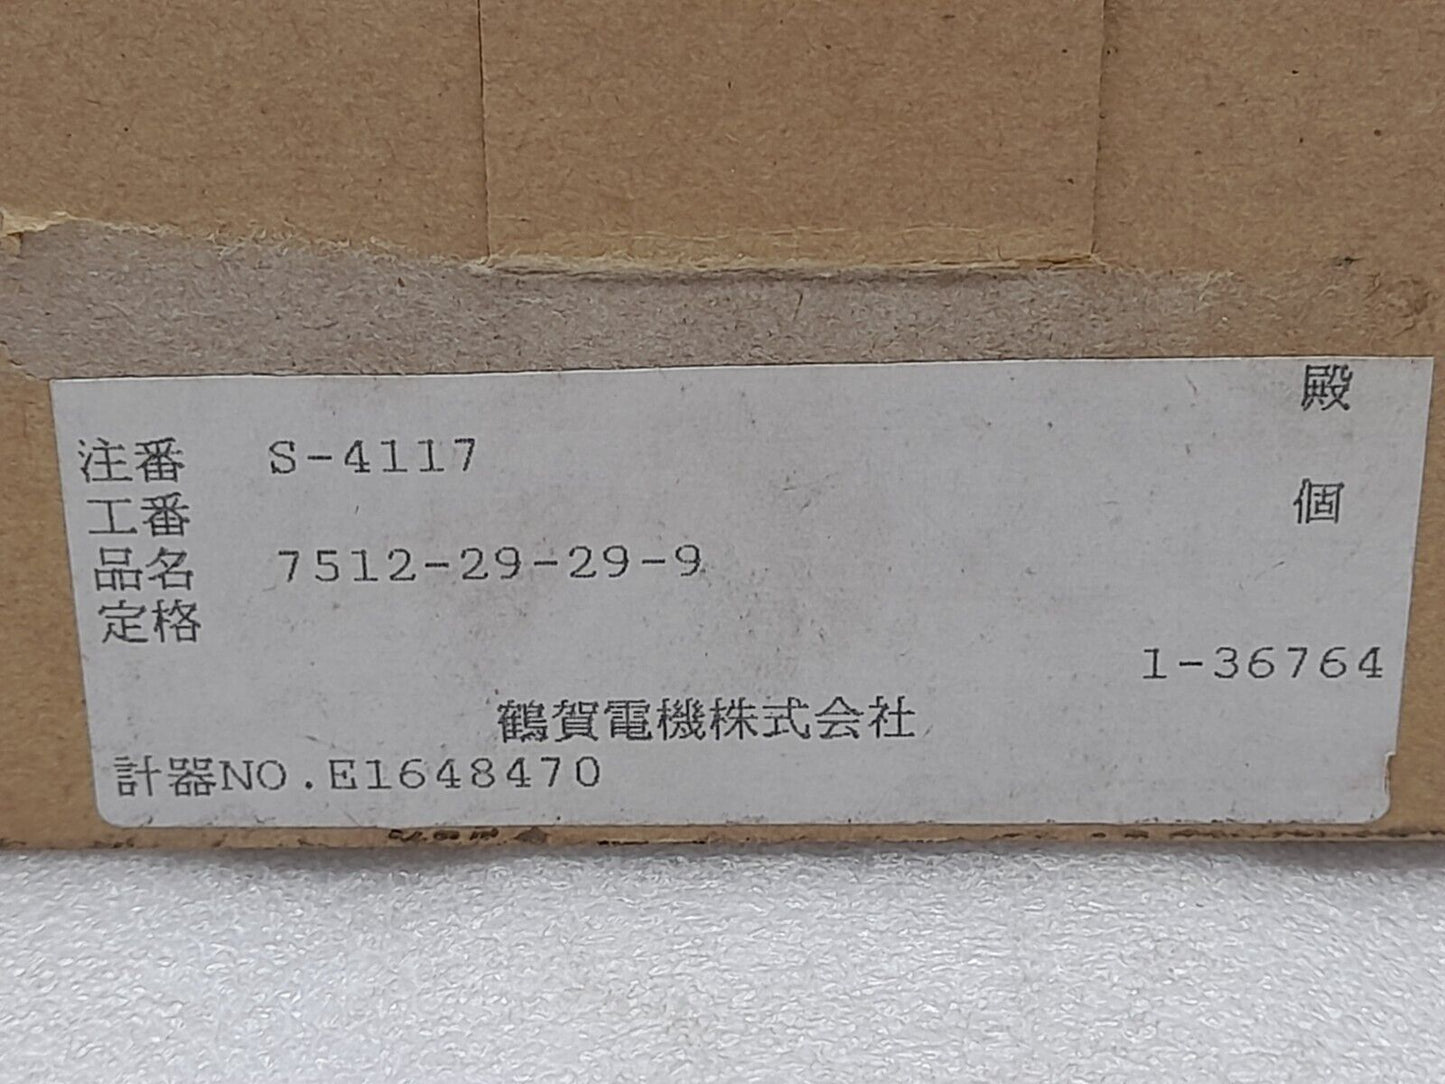 殿
注番 S-4117
個
工番
品名 7512-29-29-9
定格
1-36764
鶴賀電機株式会社
計器NO.E1648470